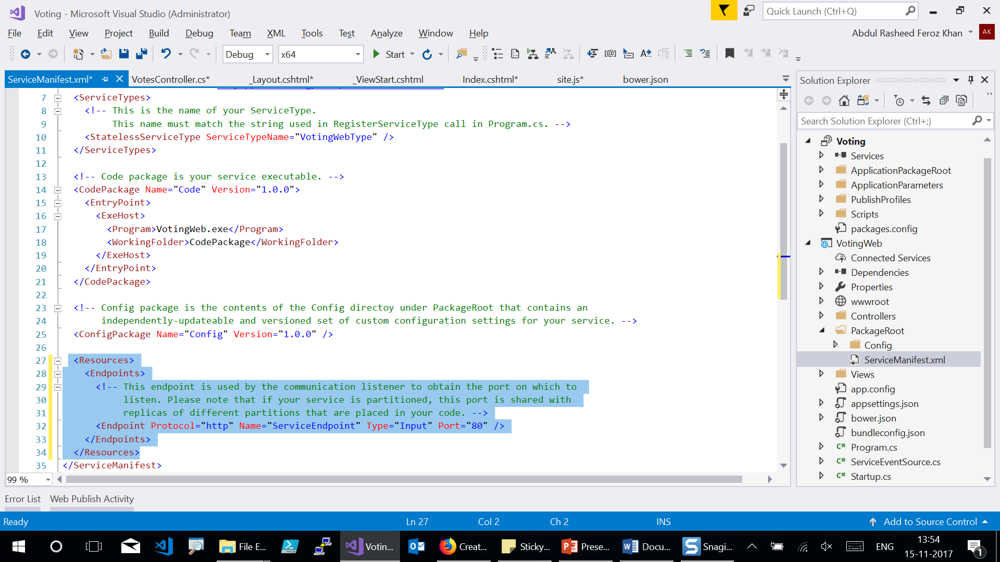 Voting - Microsoft Visual Studio (Administrator)
Quick Launch (Ctrl+Q)
File Edit View Project Build Debug Team XML Tools Test Analyze Window Help
Abdul Rasheed Feroz Khan AK
Debug x64 Start
ServiceManifest.xml* VotesController.cs* _Layout.cshtml* _ViewStart.cshtml Index.cshtml* site.js* bower.json
7 <ServiceTypes>
8 <!-- This is the name of your ServiceType.
9 This name must match the string used in RegisterServiceType call in Program.cs. -->
10 <StatelessServiceType ServiceTypeName="VotingWebType" />
11 </ServiceTypes>
12
13 <!-- Code package is your service executable. -->
14 <CodePackage Name="Code" Version="1.0.0">
15 <EntryPoint>
16 <ExeHost>
17 <Program>VotingWeb.exe</Program>
18 <WorkingFolder>CodePackage</WorkingFolder>
19 </ExeHost>
20 </EntryPoint>
21 </CodePackage>
22
23 <!-- Config package is the contents of the Config directoy under PackageRoot that contains an
24 independently-updateable and versioned set of custom configuration settings for your service. -->
25 <ConfigPackage Name="Config" Version="1.0.0" />
26
27 <Resources>
28 <Endpoints>
29 <!-- This endpoint is used by the communication listener to obtain the port on which to
30 listen. Please note that if your service is partitioned, this port is shared with
31 replicas of different partitions that are placed in your code. -->
32 <Endpoint Protocol="http" Name="ServiceEndpoint" Type="Input" Port="80" />
33 </Endpoints>
34 </Resources>
35 </ServiceManifest>
99 %
Solution Explorer
Search Solution Explorer (Ctrl+;)
Voting
Services
ApplicationPackageRoot
ApplicationParameters
PublishProfiles
Scripts
packages.config
VotingWeb
Connected Services
Dependencies
Properties
wwwroot
Controllers
PackageRoot
Config
ServiceManifest.xml
Views
app.config
appsettings.json
bower.json
bundleconfig.json
C# Program.cs
C# ServiceEventSource.cs
C# Startup.cs
Error List Web Publish Activity
Ready Ln 27 Col 2 Ch 2 INS Add to Source Control
File E... Votin... Creat... Sticky... Prese... Docu... Snagi... ENG
13:54
15-11-2017
1